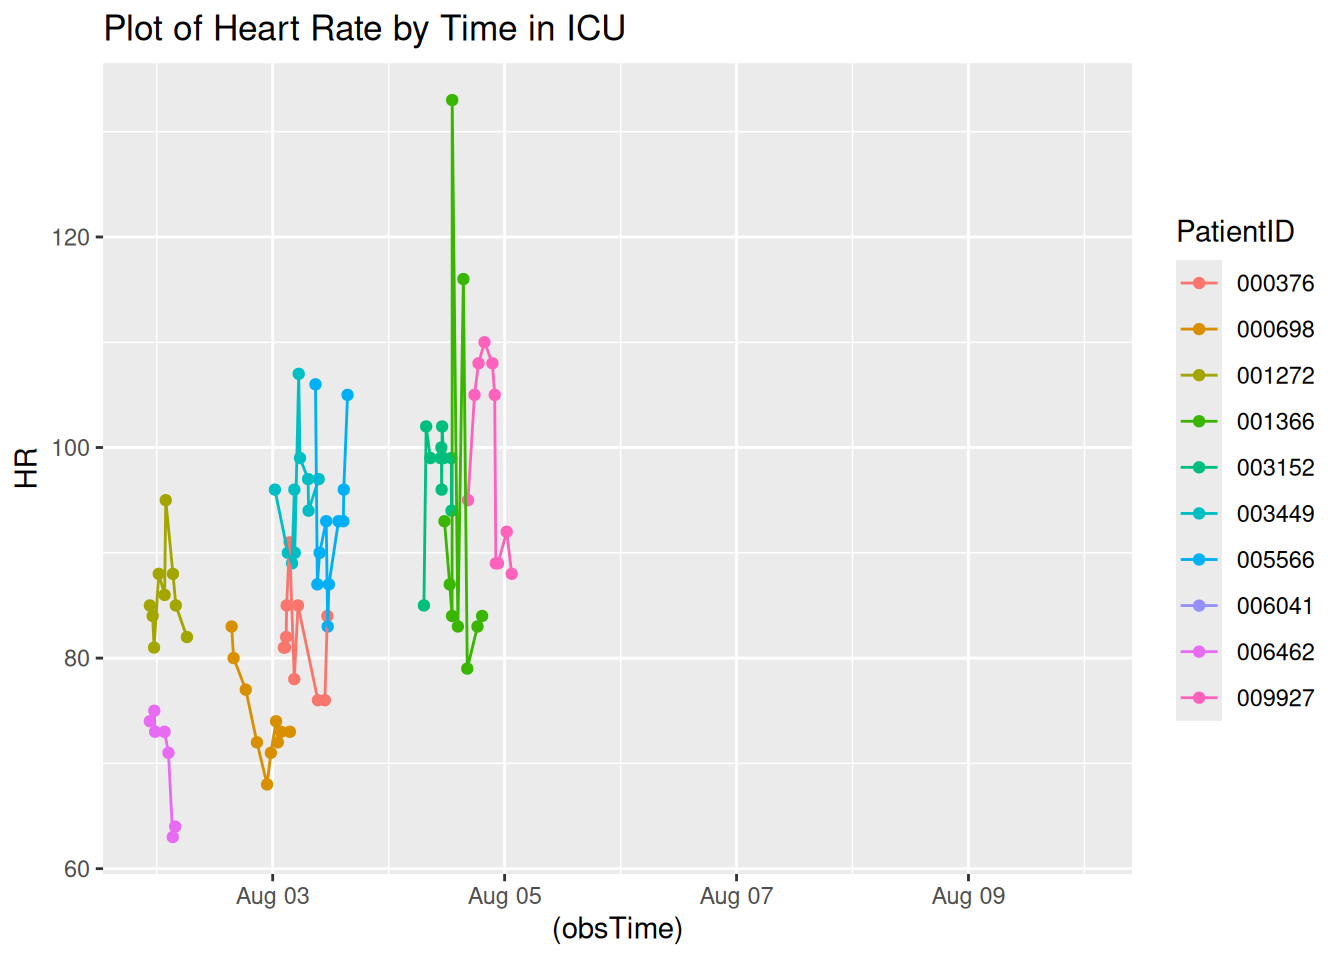 Plot of Heart Rate by Time in ICU
HR
120
100
80
60
Aug 03
Aug 05
Aug 07
Aug 09
(obsTime)
PatientID
000376
000698
001272
001366
003152
003449
005566
006041
006462
009927